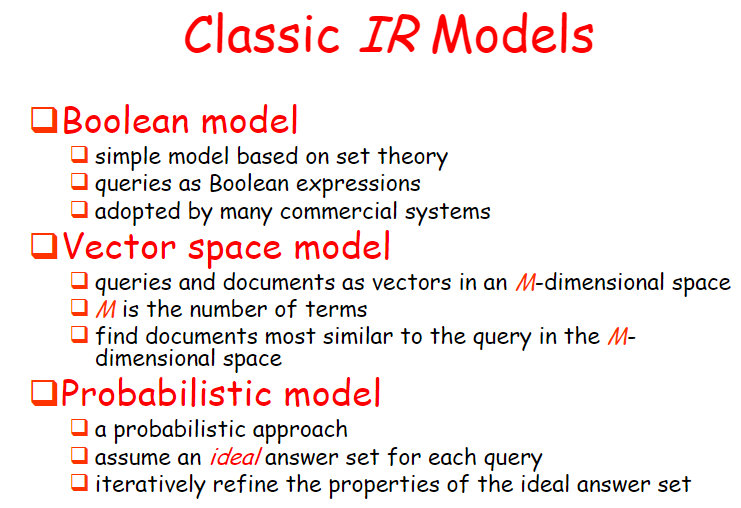 Classic IR Models
Boolean model
simple model based on set theory
queries as Boolean expressions
adopted by many commercial systems
Vector space model
queries and documents as vectors in an M-dimensional space
M is the number of terms
find documents most similar to the query in the M-
dimensional space
Probabilistic model
a probabilistic approach
assume an ideal answer set for each query
iteratively refine the properties of the ideal answer set